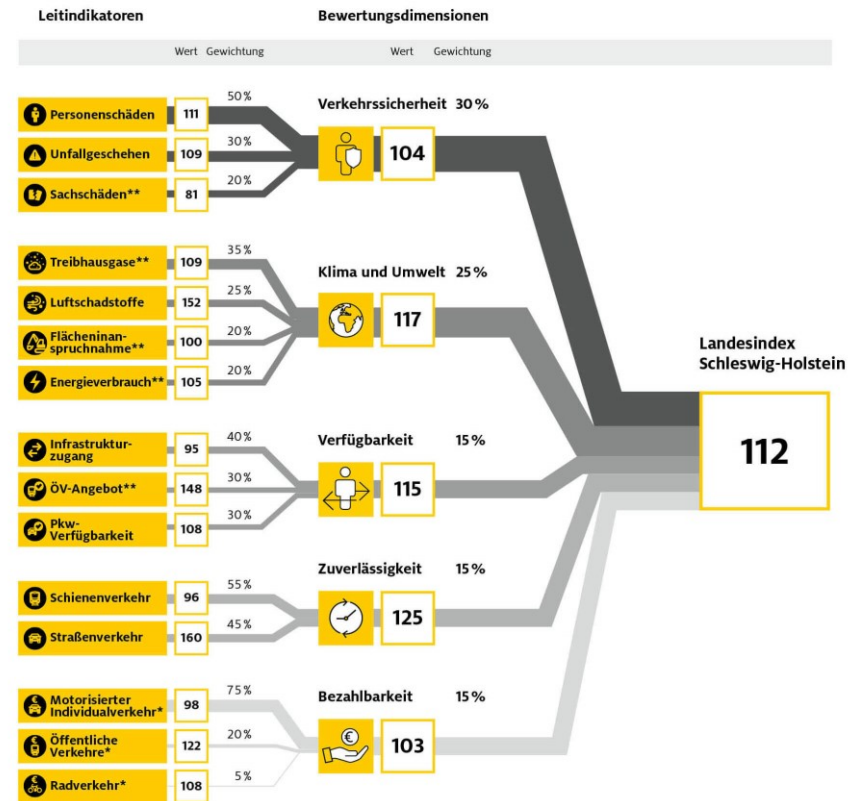 Leitindikatoren
Bewertungsdimensionen
Wert Gewichtung
Wert Gewichtung
Personenschäden 111 50 %
Unfallgeschehen 109 30 %
Sachschäden** 81 20 %
Verkehrssicherheit 30 %
104
Treibhausgase** 109 35 %
Luftschadstoffe 152 25 %
Flächeninan-
spruchnahme** 100 20 %
Energieverbrauch** 105 20 %
Klima und Umwelt 25 %
117
Infrastruktur-
zugang 95 40 %
ÖV-Angebot** 148 30 %
Pkw-
Verfügbarkeit 108 30 %
Verfügbarkeit 15 %
115
Schienenverkehr 96 55 %
Straßenverkehr 160 45 %
Zuverlässigkeit 15 %
125
Motorisierter
Individualverkehr* 98 75 %
Öffentliche
Verkehre* 122 20 %
Radverkehr* 108 5 %
Bezahlbarkeit 15 %
103
Landesindex
Schleswig-Holstein
112